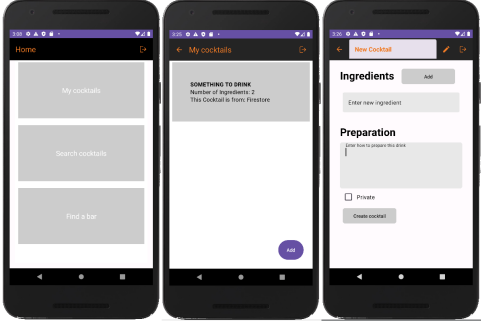 3:08
Home
My cocktails
Search cocktails
Find a bar
3:25
My cocktails
SOMETHING TO DRINK
Number of Ingredients: 2
This Cocktail is from: Firestore
Add
3:26
New Cocktail
Ingredients
Add
Enter new ingredient
Preparation
Enter how to prepare this drink
Private
Create cocktail